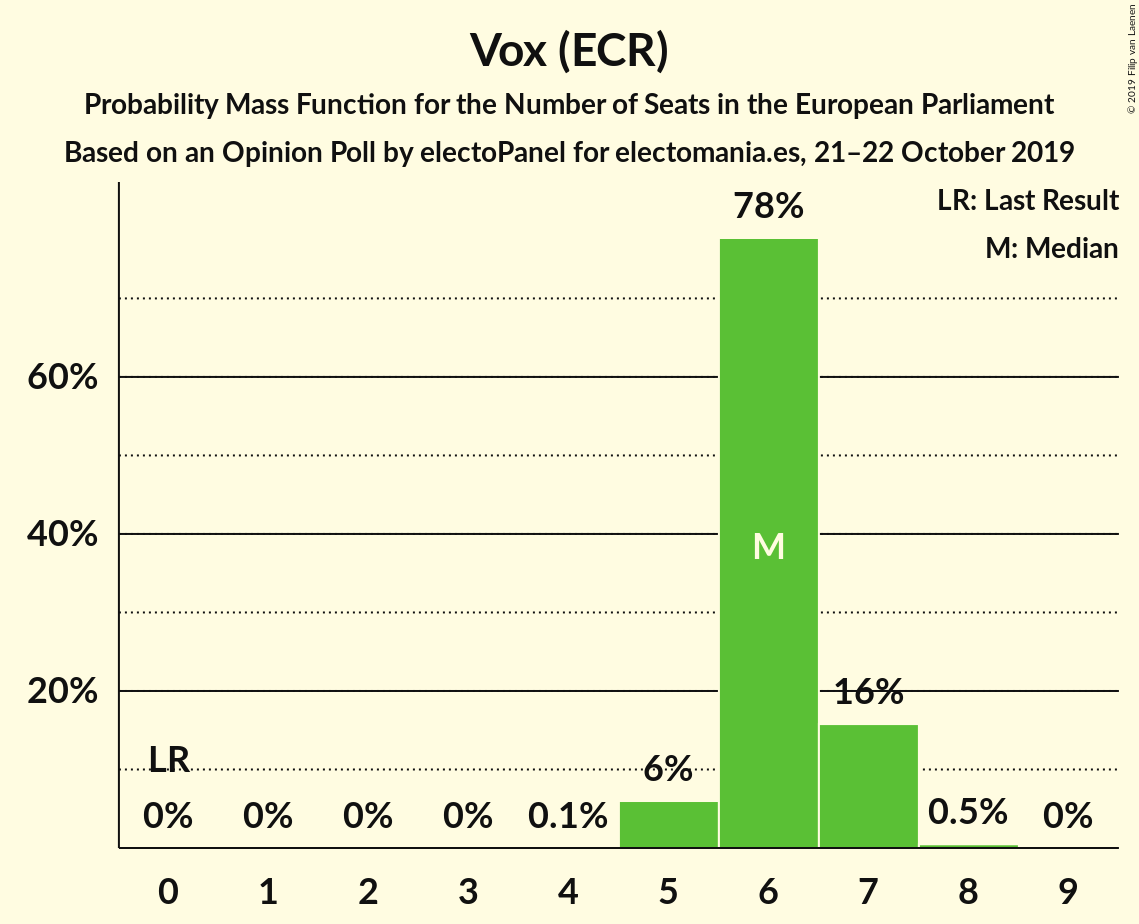 Vox (ECR)
Probability Mass Function for the Number of Seats in the European Parliament
Based on an Opinion Poll by electoPanel for electomania.es, 21–22 October 2019
© 2019 Filip van Laenen
LR: Last Result
M: Median
78%
60%
40%
M
20%
16%
LR
6%
0% 0% 0% 0% 0.1% 0.5% 0%
0 1 2 3 4 5 6 7 8 9